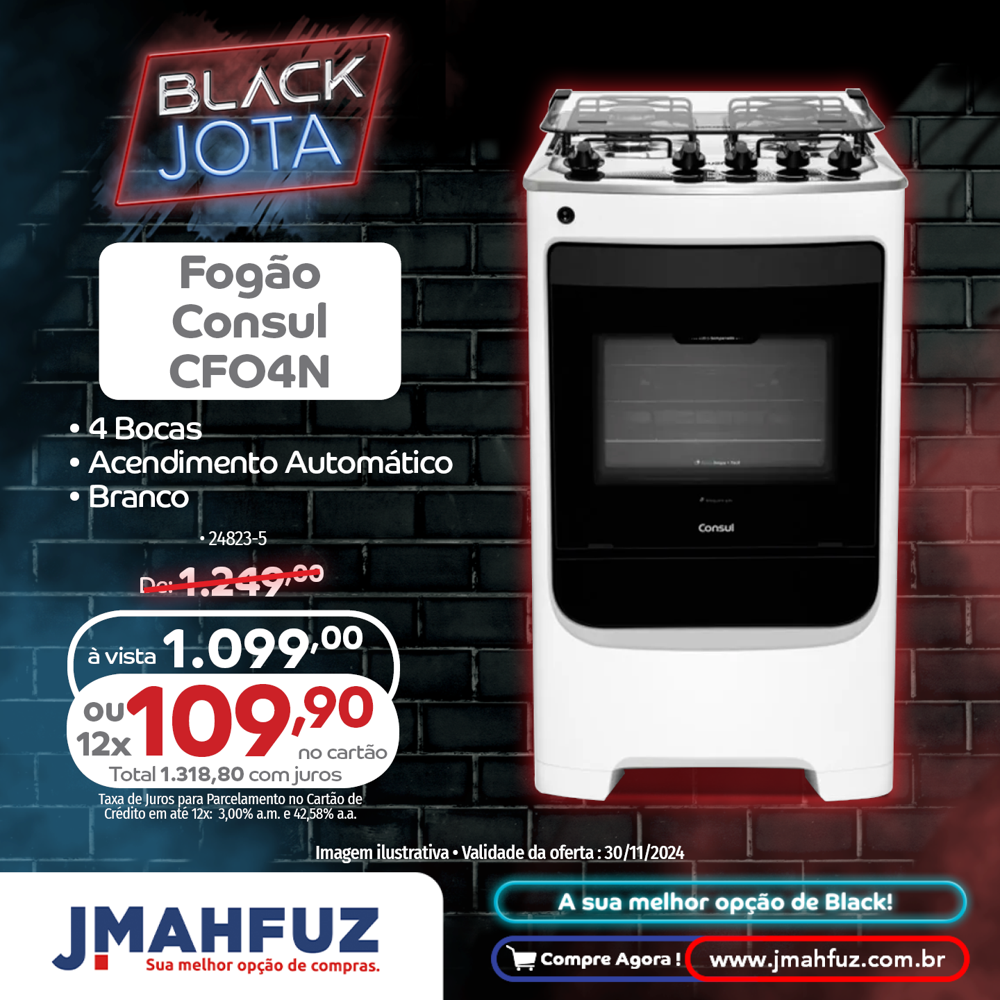 BLACK
JOTA
Fogão
Consul
CFO4N
• 4 Bocas
• Acendimento Automático
• Branco
• 24823-5
De: 1.249,00
à vista 1.099,00
ou 12x 109,90 no cartão
Total 1.318,80 com juros
Taxa de Juros para Parcelamento no Cartão de
Crédito em até 12x: 3,00% a.m. e 42,58% a.a.
Consul
Imagem ilustrativa • Validade da oferta : 30/11/2024
JMAHFUZ
Sua melhor opção de compras.
A sua melhor opção de Black!
Compre Agora !
www.jmahfuz.com.br